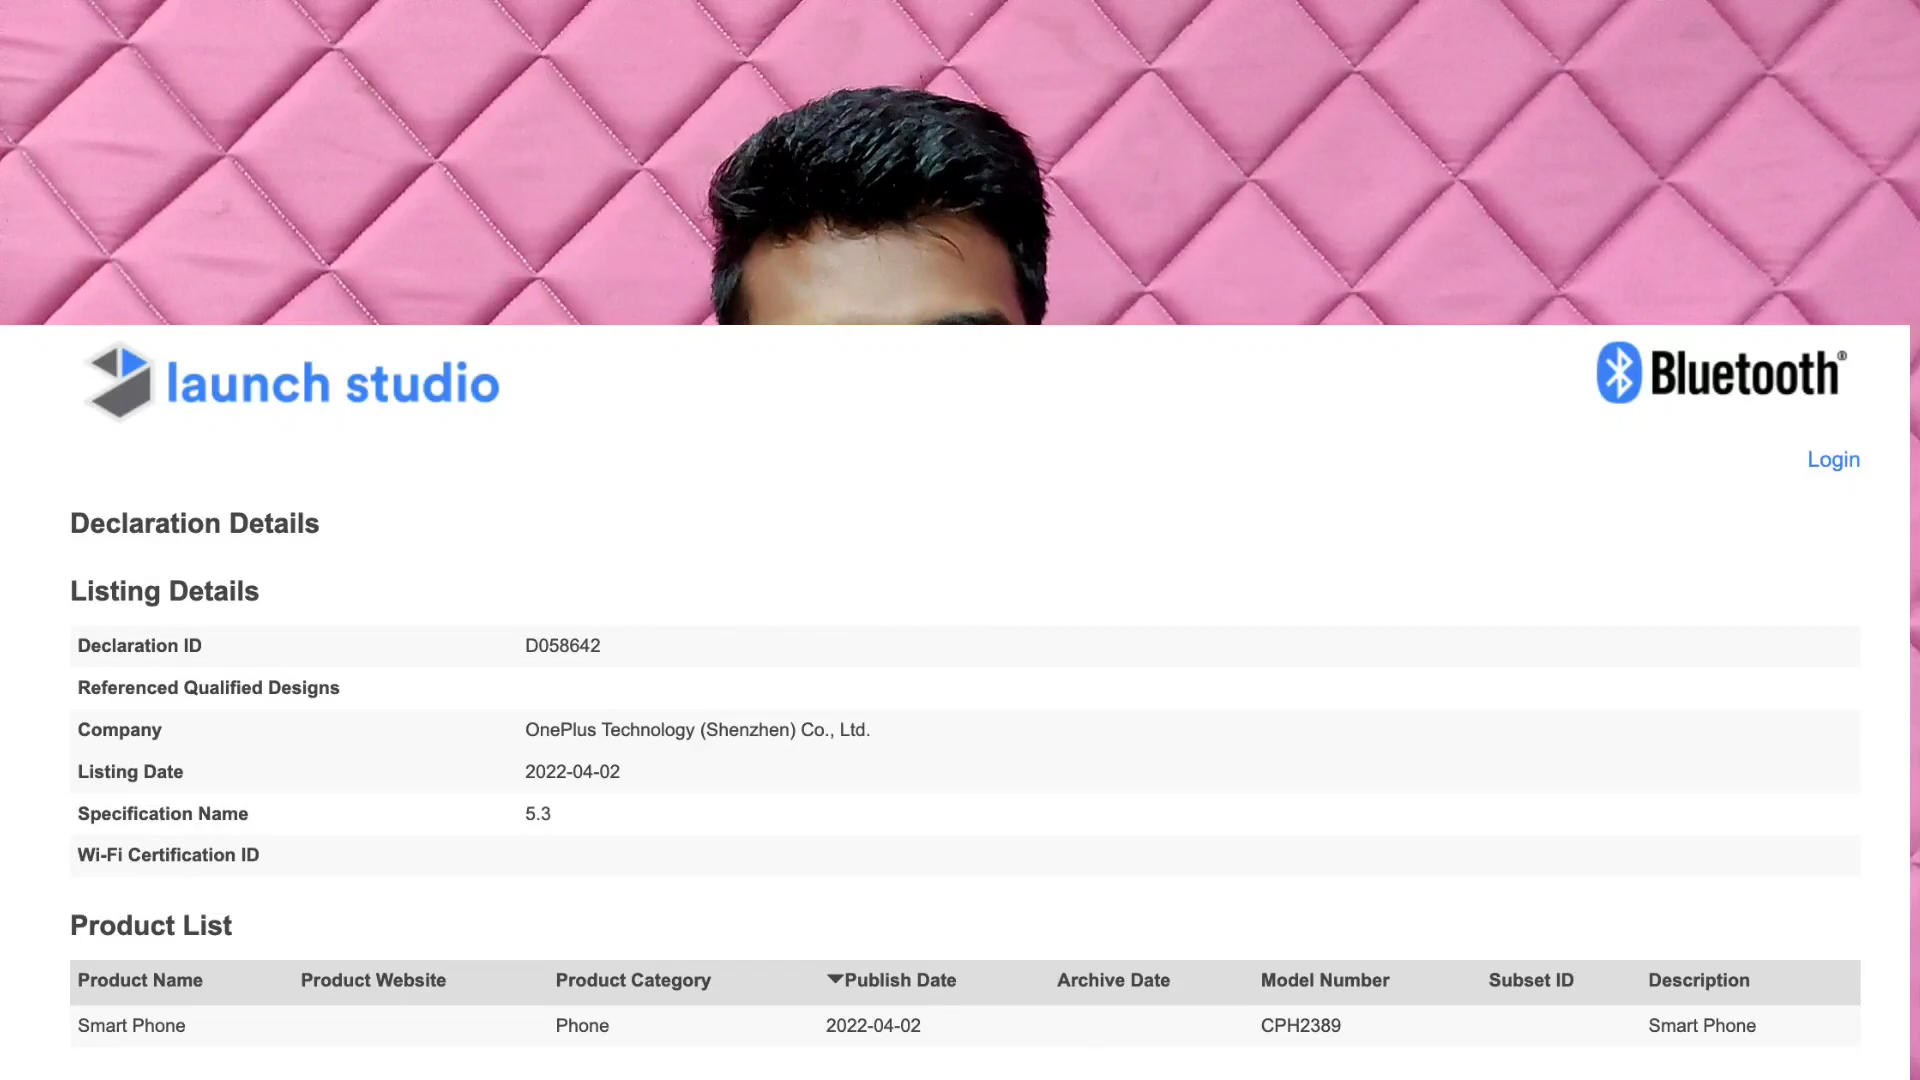 launch studio
Bluetooth®
Login
Declaration Details
Listing Details
Declaration ID D058642
Referenced Qualified Designs
Company OnePlus Technology (Shenzhen) Co., Ltd.
Listing Date 2022-04-02
Specification Name 5.3
Wi-Fi Certification ID
Product List
Product Name Product Website Product Category Publish Date Archive Date Model Number Subset ID Description
Smart Phone Phone 2022-04-02 CPH2389 Smart Phone